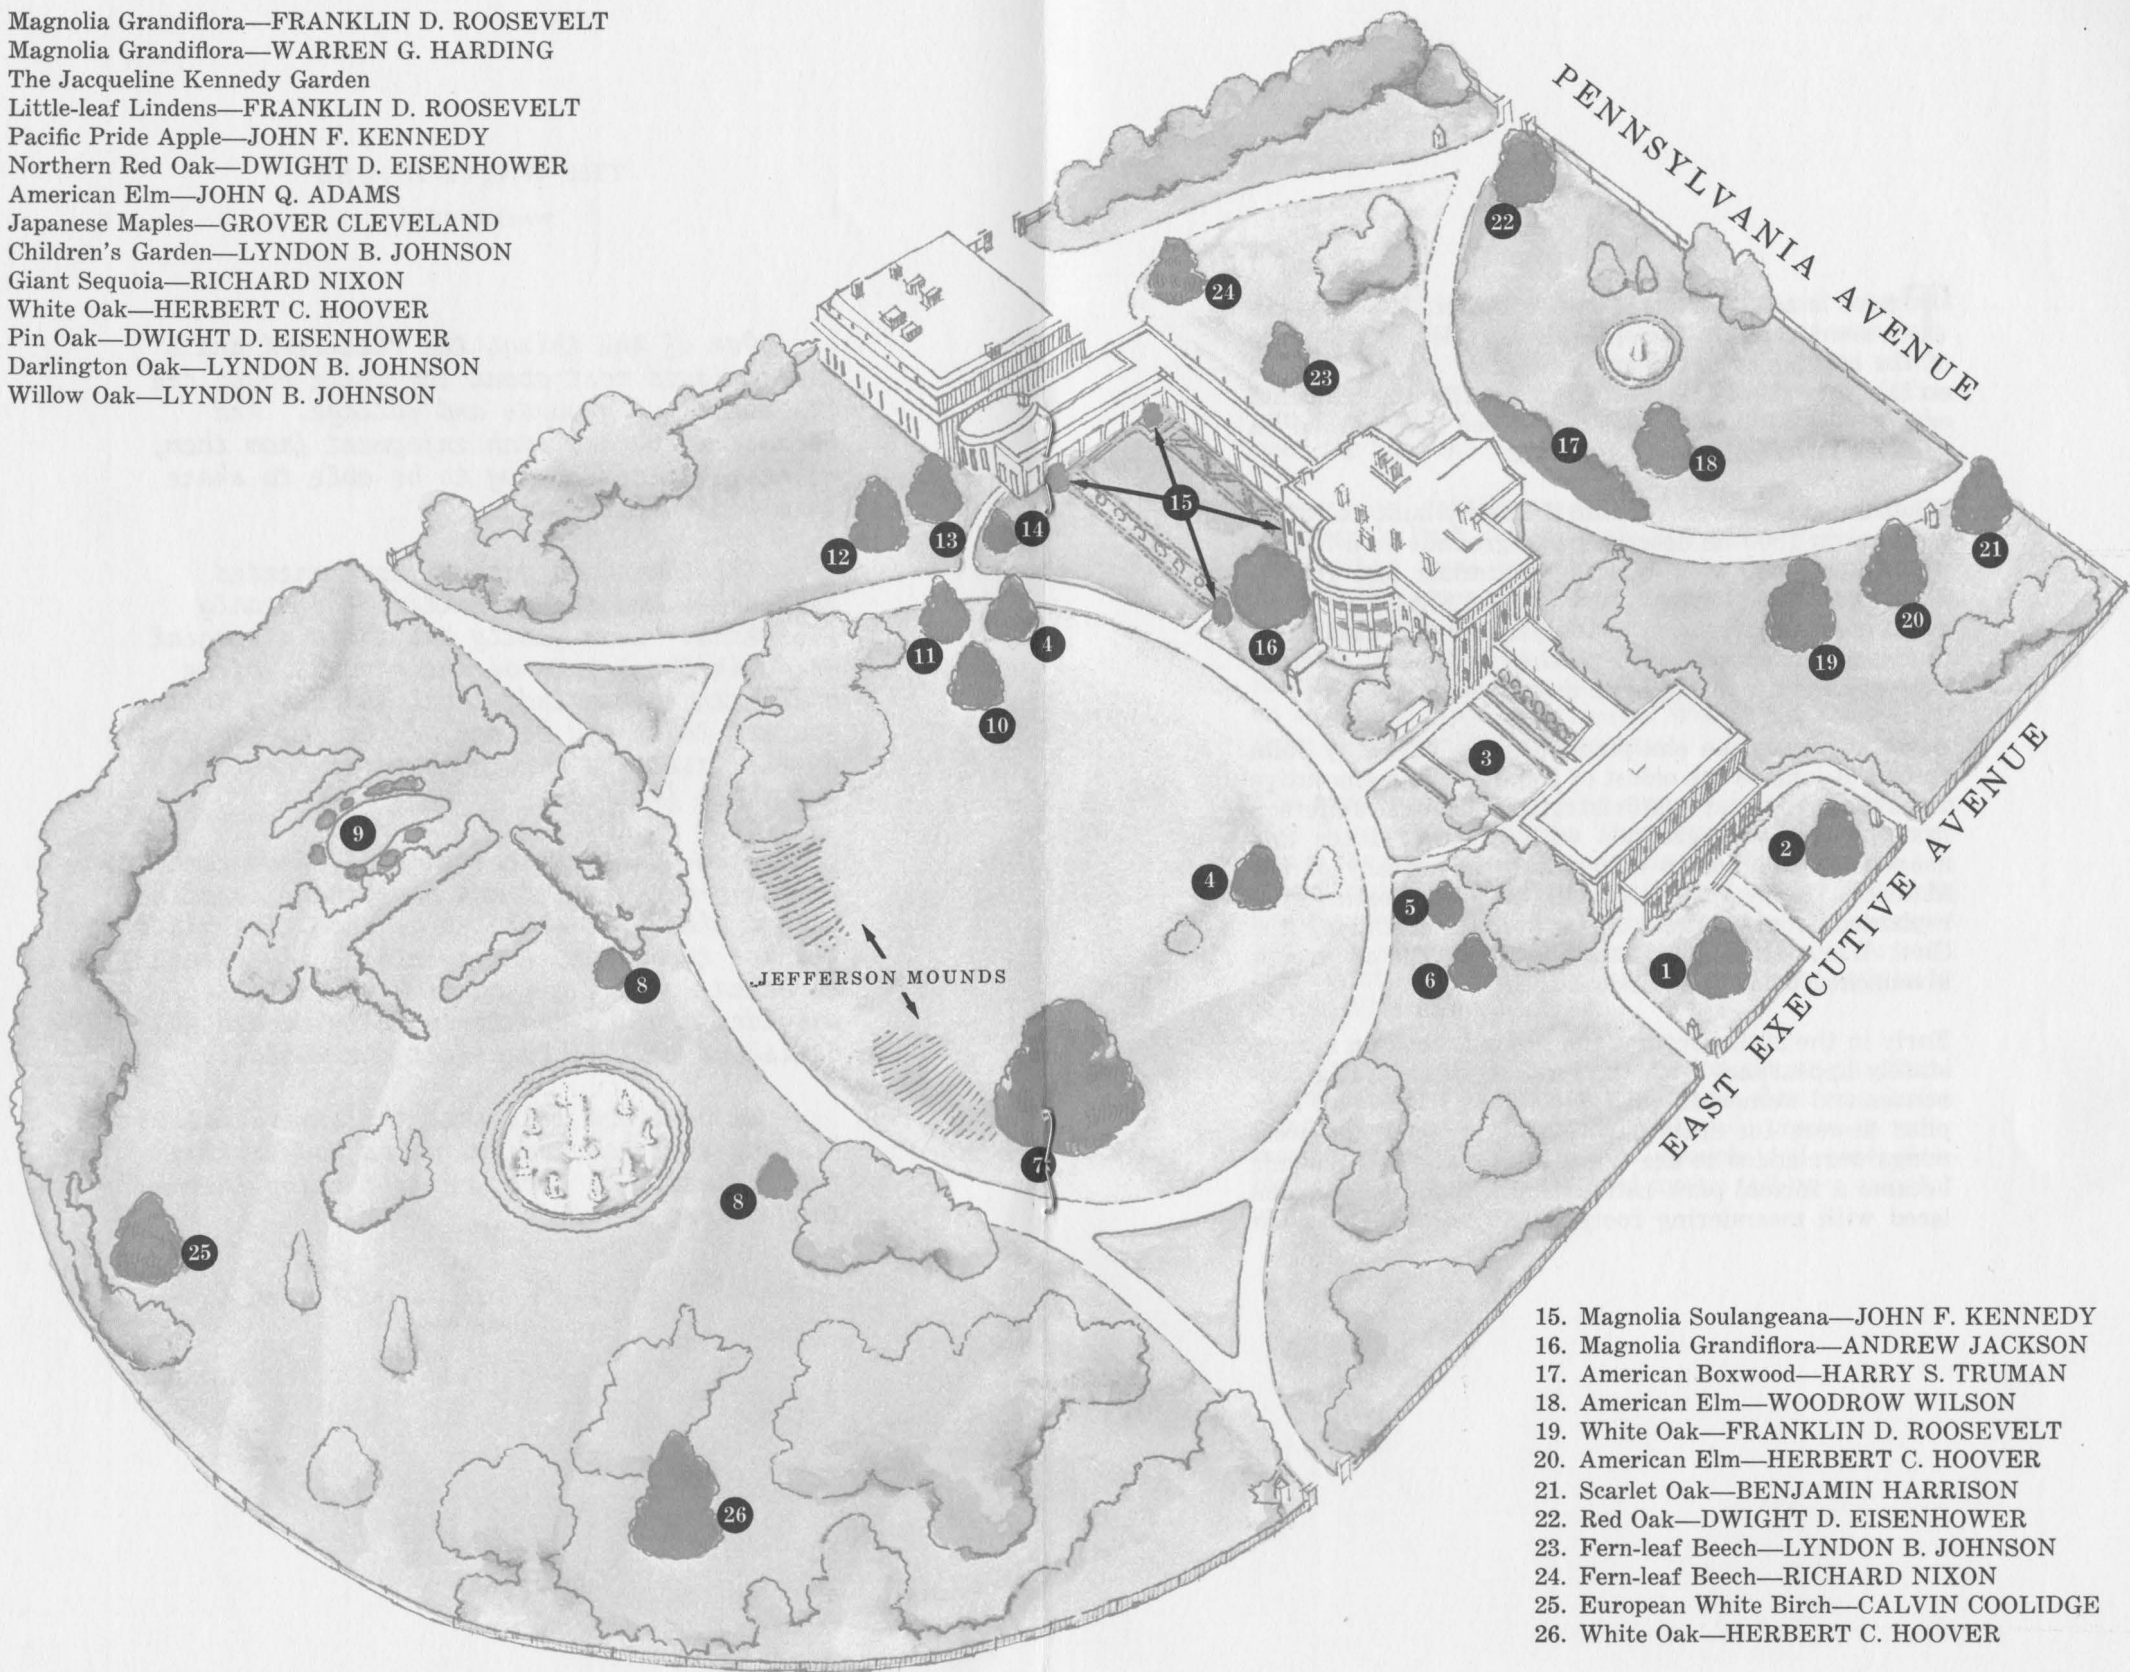 Magnolia Grandiflora—FRANKLIN D. ROOSEVELT
Magnolia Grandiflora—WARREN G. HARDING
The Jacqueline Kennedy Garden
Little-leaf Lindens—FRANKLIN D. ROOSEVELT
Pacific Pride Apple—JOHN F. KENNEDY
Northern Red Oak—DWIGHT D. EISENHOWER
American Elm—JOHN Q. ADAMS
Japanese Maples—GROVER CLEVELAND
Children's Garden—LYNDON B. JOHNSON
Giant Sequoia—RICHARD NIXON
White Oak—HERBERT C. HOOVER
Pin Oak—DWIGHT D. EISENHOWER
Darlington Oak—LYNDON B. JOHNSON
Willow Oak—LYNDON B. JOHNSON
PENNSYLVANIA AVENUE
22
24
23
17
18
15
14
13
12
21
20
19
16
4
11
10
3
9
2
4
5
1
6
8
JEFFERSON MOUNDS
EAST EXECUTIVE AVENUE
7
8
25
26
15. Magnolia Soulangeana—JOHN F. KENNEDY
16. Magnolia Grandiflora—ANDREW JACKSON
17. American Boxwood—HARRY S. TRUMAN
18. American Elm—WOODROW WILSON
19. White Oak—FRANKLIN D. ROOSEVELT
20. American Elm—HERBERT C. HOOVER
21. Scarlet Oak—BENJAMIN HARRISON
22. Red Oak—DWIGHT D. EISENHOWER
23. Fern-leaf Beech—LYNDON B. JOHNSON
24. Fern-leaf Beech—RICHARD NIXON
25. European White Birch—CALVIN COOLIDGE
26. White Oak—HERBERT C. HOOVER